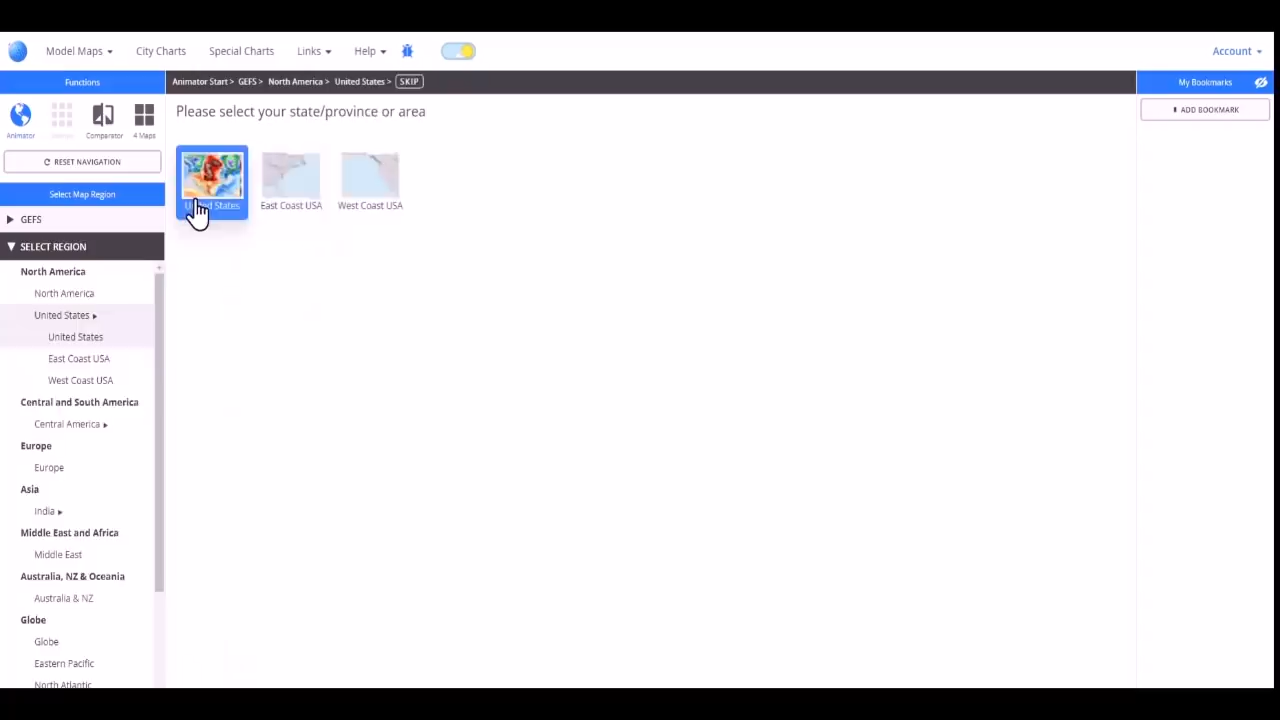 Model Maps
City Charts
Special Charts
Links
Help
Account
Functions
Animator Start > GEFS > North America > United States > SKIP
My Bookmarks
Animator
Comparator
4 Maps
Please select your state/province or area
ADD BOOKMARK
RESET NAVIGATION
Select Map Region
United States
East Coast USA
West Coast USA
GEFS
SELECT REGION
North America
North America
United States
United States
East Coast USA
West Coast USA
Central and South America
Central America
Europe
Europe
Asia
India
Middle East and Africa
Middle East
Australia, NZ & Oceania
Australia & NZ
Globe
Globe
Eastern Pacific
North Atlantic